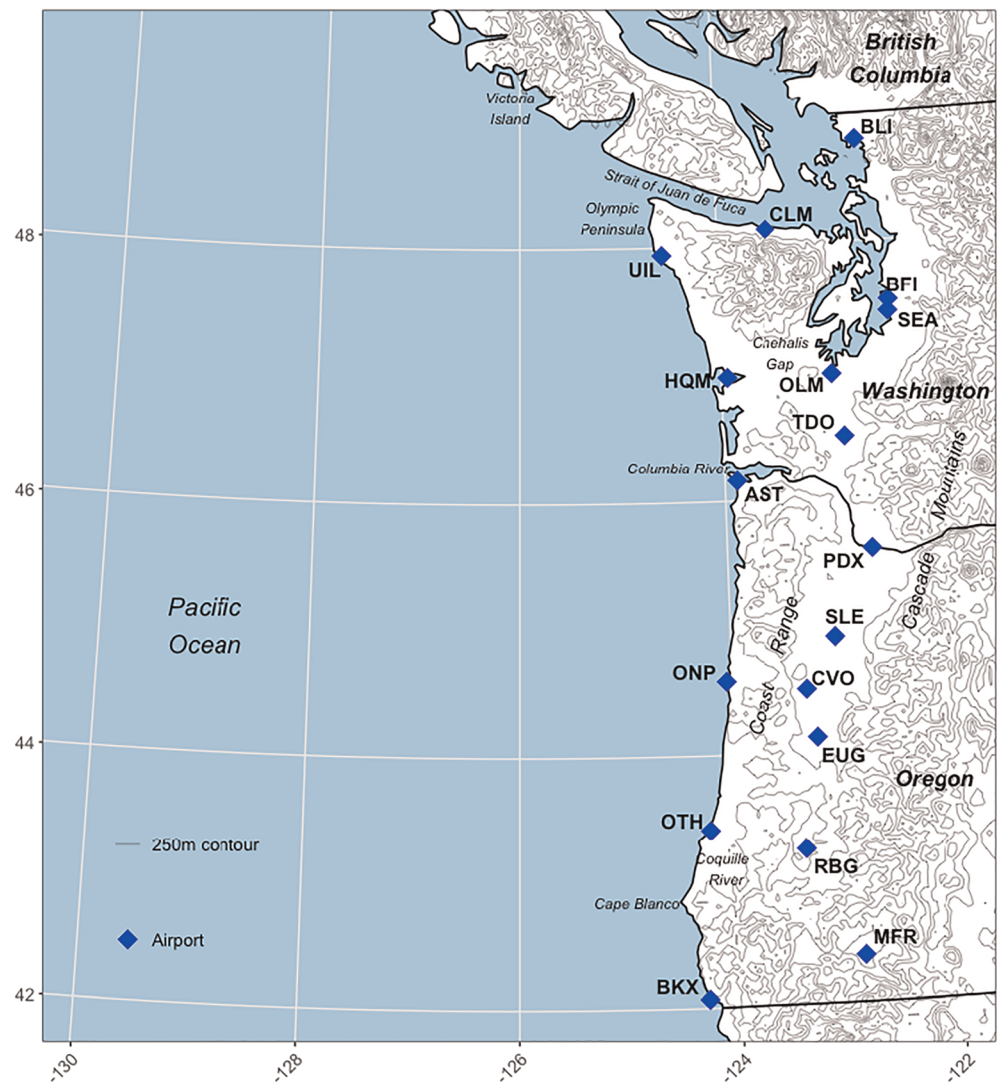 British
Columbia
Victoria
Island
BLI
Strait of Juan de Fuca
Olympic
Peninsula
CLM
48
UIL
BFI
SEA
Chehalis
Gap
HQM
OLM
Washington
TDO
Mountains
Columbia River
46
AST
PDX
Cascade
Pacific
Ocean
SLE
Range
ONP
CVO
Coast
44
EUG
Oregon
OTH
250m contour
Coquille
River
RBG
Cape Blanco
Airport
MFR
BKX
42
-130
-128
-126
-124
-122